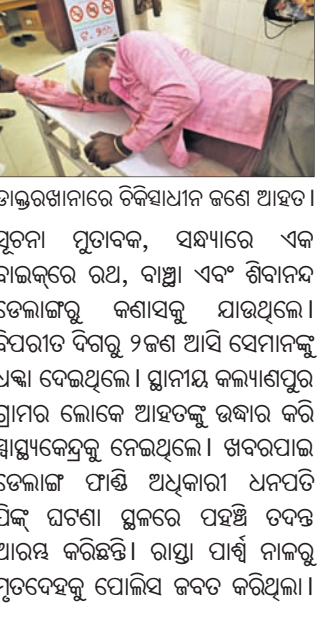 ଡାକ୍ତରଖାନାରେ ଚିକିତ୍ସାଧୀନ ଜଣେ ଆହତ।
ସୂଚନା ମୁତାବକ, ସନ୍ଧ୍ୟାରେ ଏକ
ବାଇକ୍‌ରେ ରଥ, ବାଞ୍ଛା ଏବଂ ଶିବାନନ୍ଦ
ଡେଲାଙ୍ଗରୁ କଣାସକୁ ଯାଉଥିଲେ।
ବିପରୀତ ଦିଗରୁ ୨ଜଣ ଆସି ସେମାନଙ୍କୁ
ଧକ୍କା ଦେଇଥିଲେ। ସ୍ଥାନୀୟ କଲ୍ୟାଣପୁର
ଗ୍ରାମର ଲୋକେ ଆହତଙ୍କୁ ଉଦ୍ଧାର କରି
ସ୍ୱାସ୍ଥ୍ୟକେନ୍ଦ୍ରକୁ ନେଇଥିଲେ। ଖବରପାଇ
ଡେଲାଙ୍ଗ ଫାଣ୍ଡି ଅଧିକାରୀ ଧନପତି
ପିଙ୍କ୍ ଘଟଣା ସ୍ଥଳରେ ପହଞ୍ଚି ତଦନ୍ତ
ଆରମ୍ଭ କରିଛନ୍ତି। ରାସ୍ତା ପାର୍ଶ୍ୱ ନାଳରୁ
ମୃତଦେହକୁ ପୋଲିସ ଜବତ କରିଥିଲା।